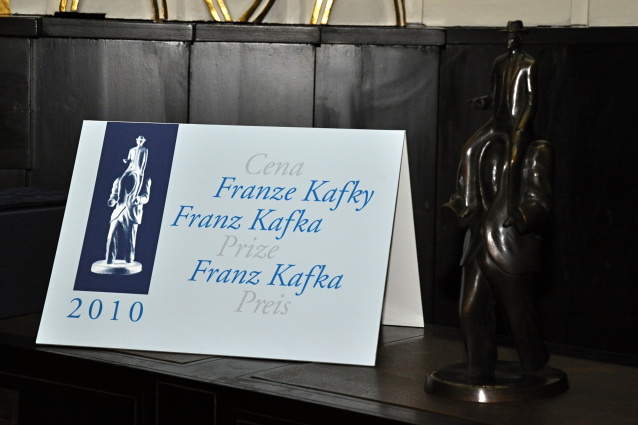 Cena
Franze Kafky
Franz Kafka
Prize
Franz Kafka
Preis
2010